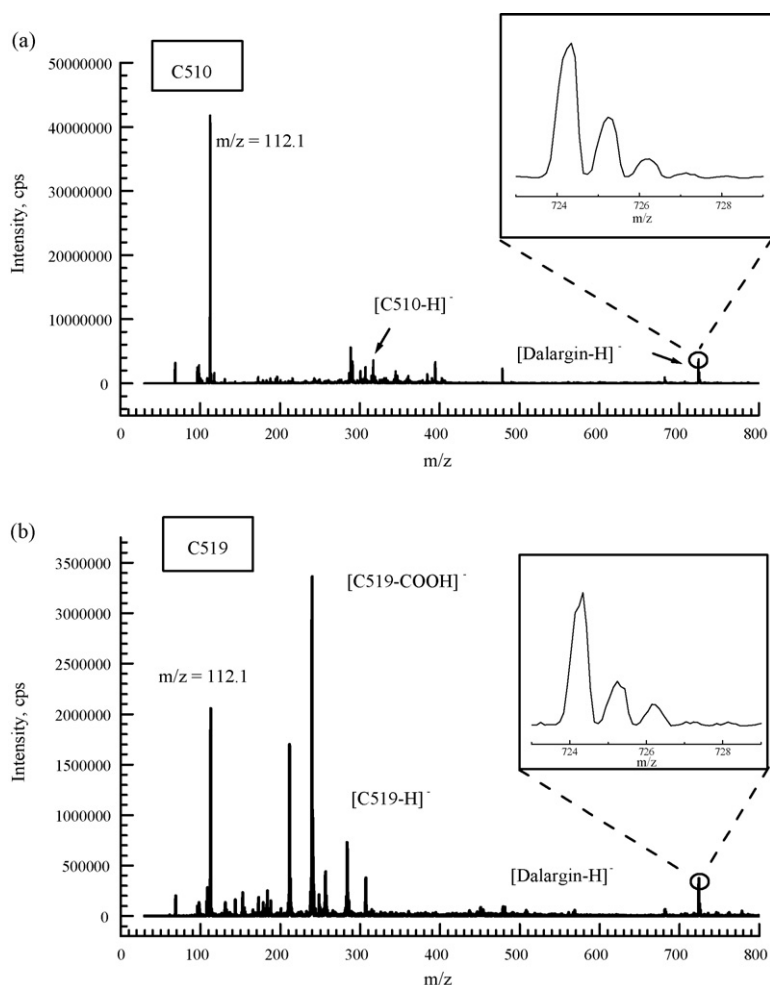 (a)
C510
m/z = 112.1
Intensity, cps
50000000
40000000
30000000
20000000
10000000
0
[C510-H]⁻
[Dalargin-H]⁻
724 726 728
m/z
0 100 200 300 400 500 600 700 800
m/z
(b)
C519
[C519-COOH]⁻
m/z = 112.1
Intensity, cps
3500000
3000000
2500000
2000000
1500000
1000000
500000
0
[C519-H]⁻
[Dalargin-H]⁻
724 726 728
m/z
0 100 200 300 400 500 600 700 800
m/z